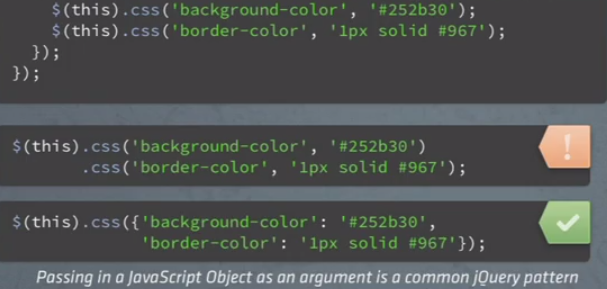 $(this).css('background-color', '#252b30');
$(this).css('border-color', '1px solid #967');
});
});
$(this).css('background-color', '#252b30')
.css('border-color', '1px solid #967');
!
$(this).css({'background-color': '#252b30',
'border-color': '1px solid #967'});
Passing in a JavaScript Object as an argument is a common jQuery pattern